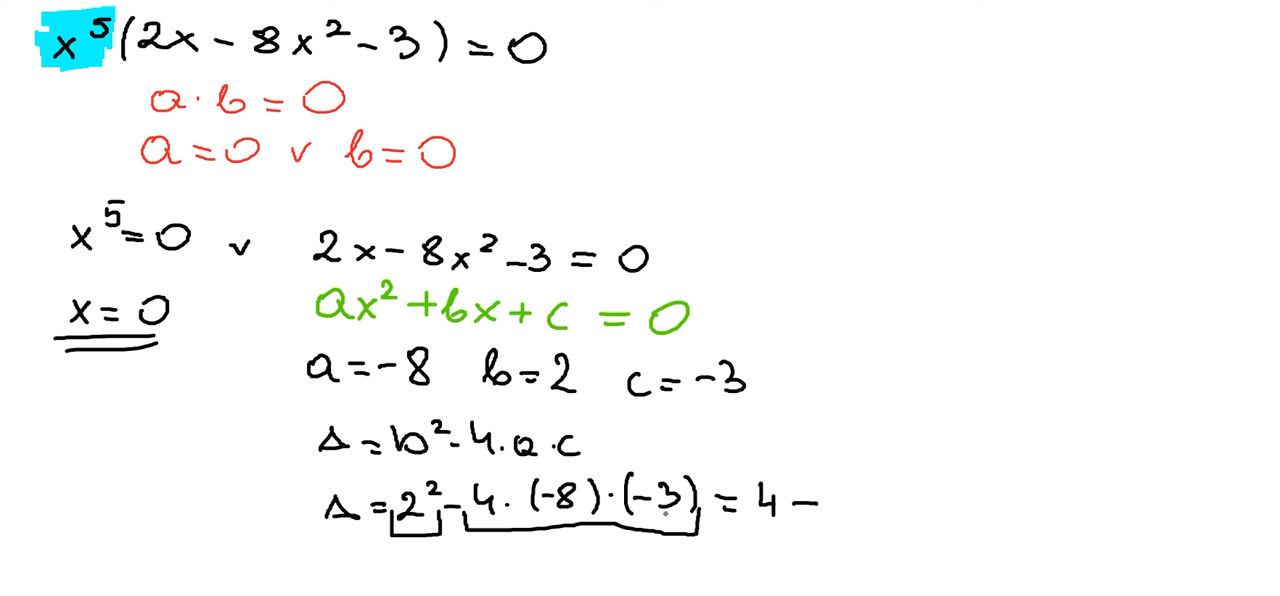 x⁵(2x - 8x² - 3) = 0
a · b = 0
a = 0 v b = 0
x⁵ = 0 v 2x - 8x² - 3 = 0
x = 0 ax² + bx + c = 0
a = -8 b = 2 c = -3
Δ = b² - 4 · a · c
Δ = 2² - 4 · (-8) · (-3) = 4 -